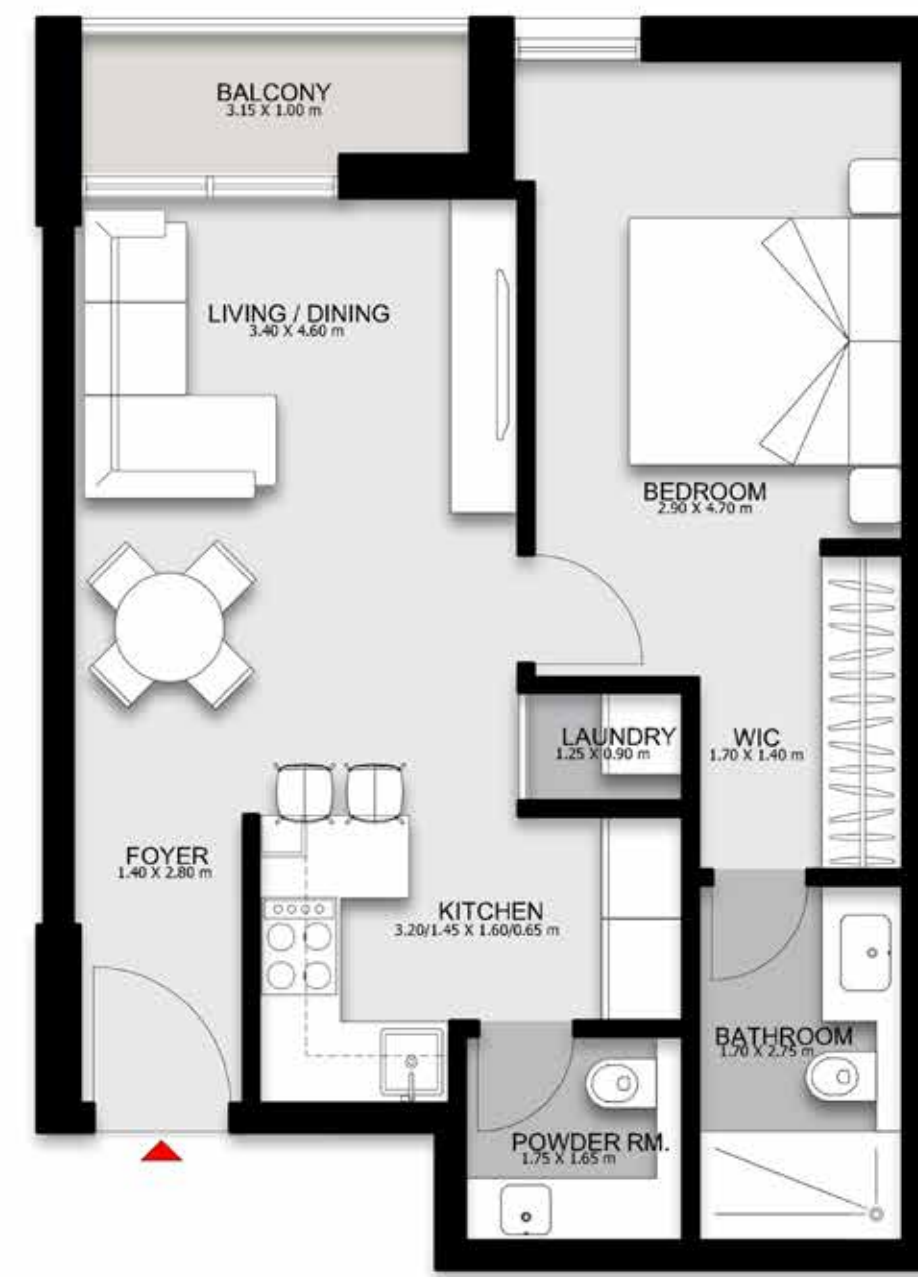 BALCONY
3.15 X 1.00 m
LIVING / DINING
3.40 X 4.60 m
BEDROOM
2.90 X 4.70 m
LAUNDRY
1.25 X 0.90 m
WIC
1.70 X 1.40 m
FOYER
1.40 X 2.80 m
KITCHEN
3.20/1.45 X 1.60/0.65 m
BATHROOM
1.70 X 2.75 m
POWDER RM.
1.75 X 1.65 m